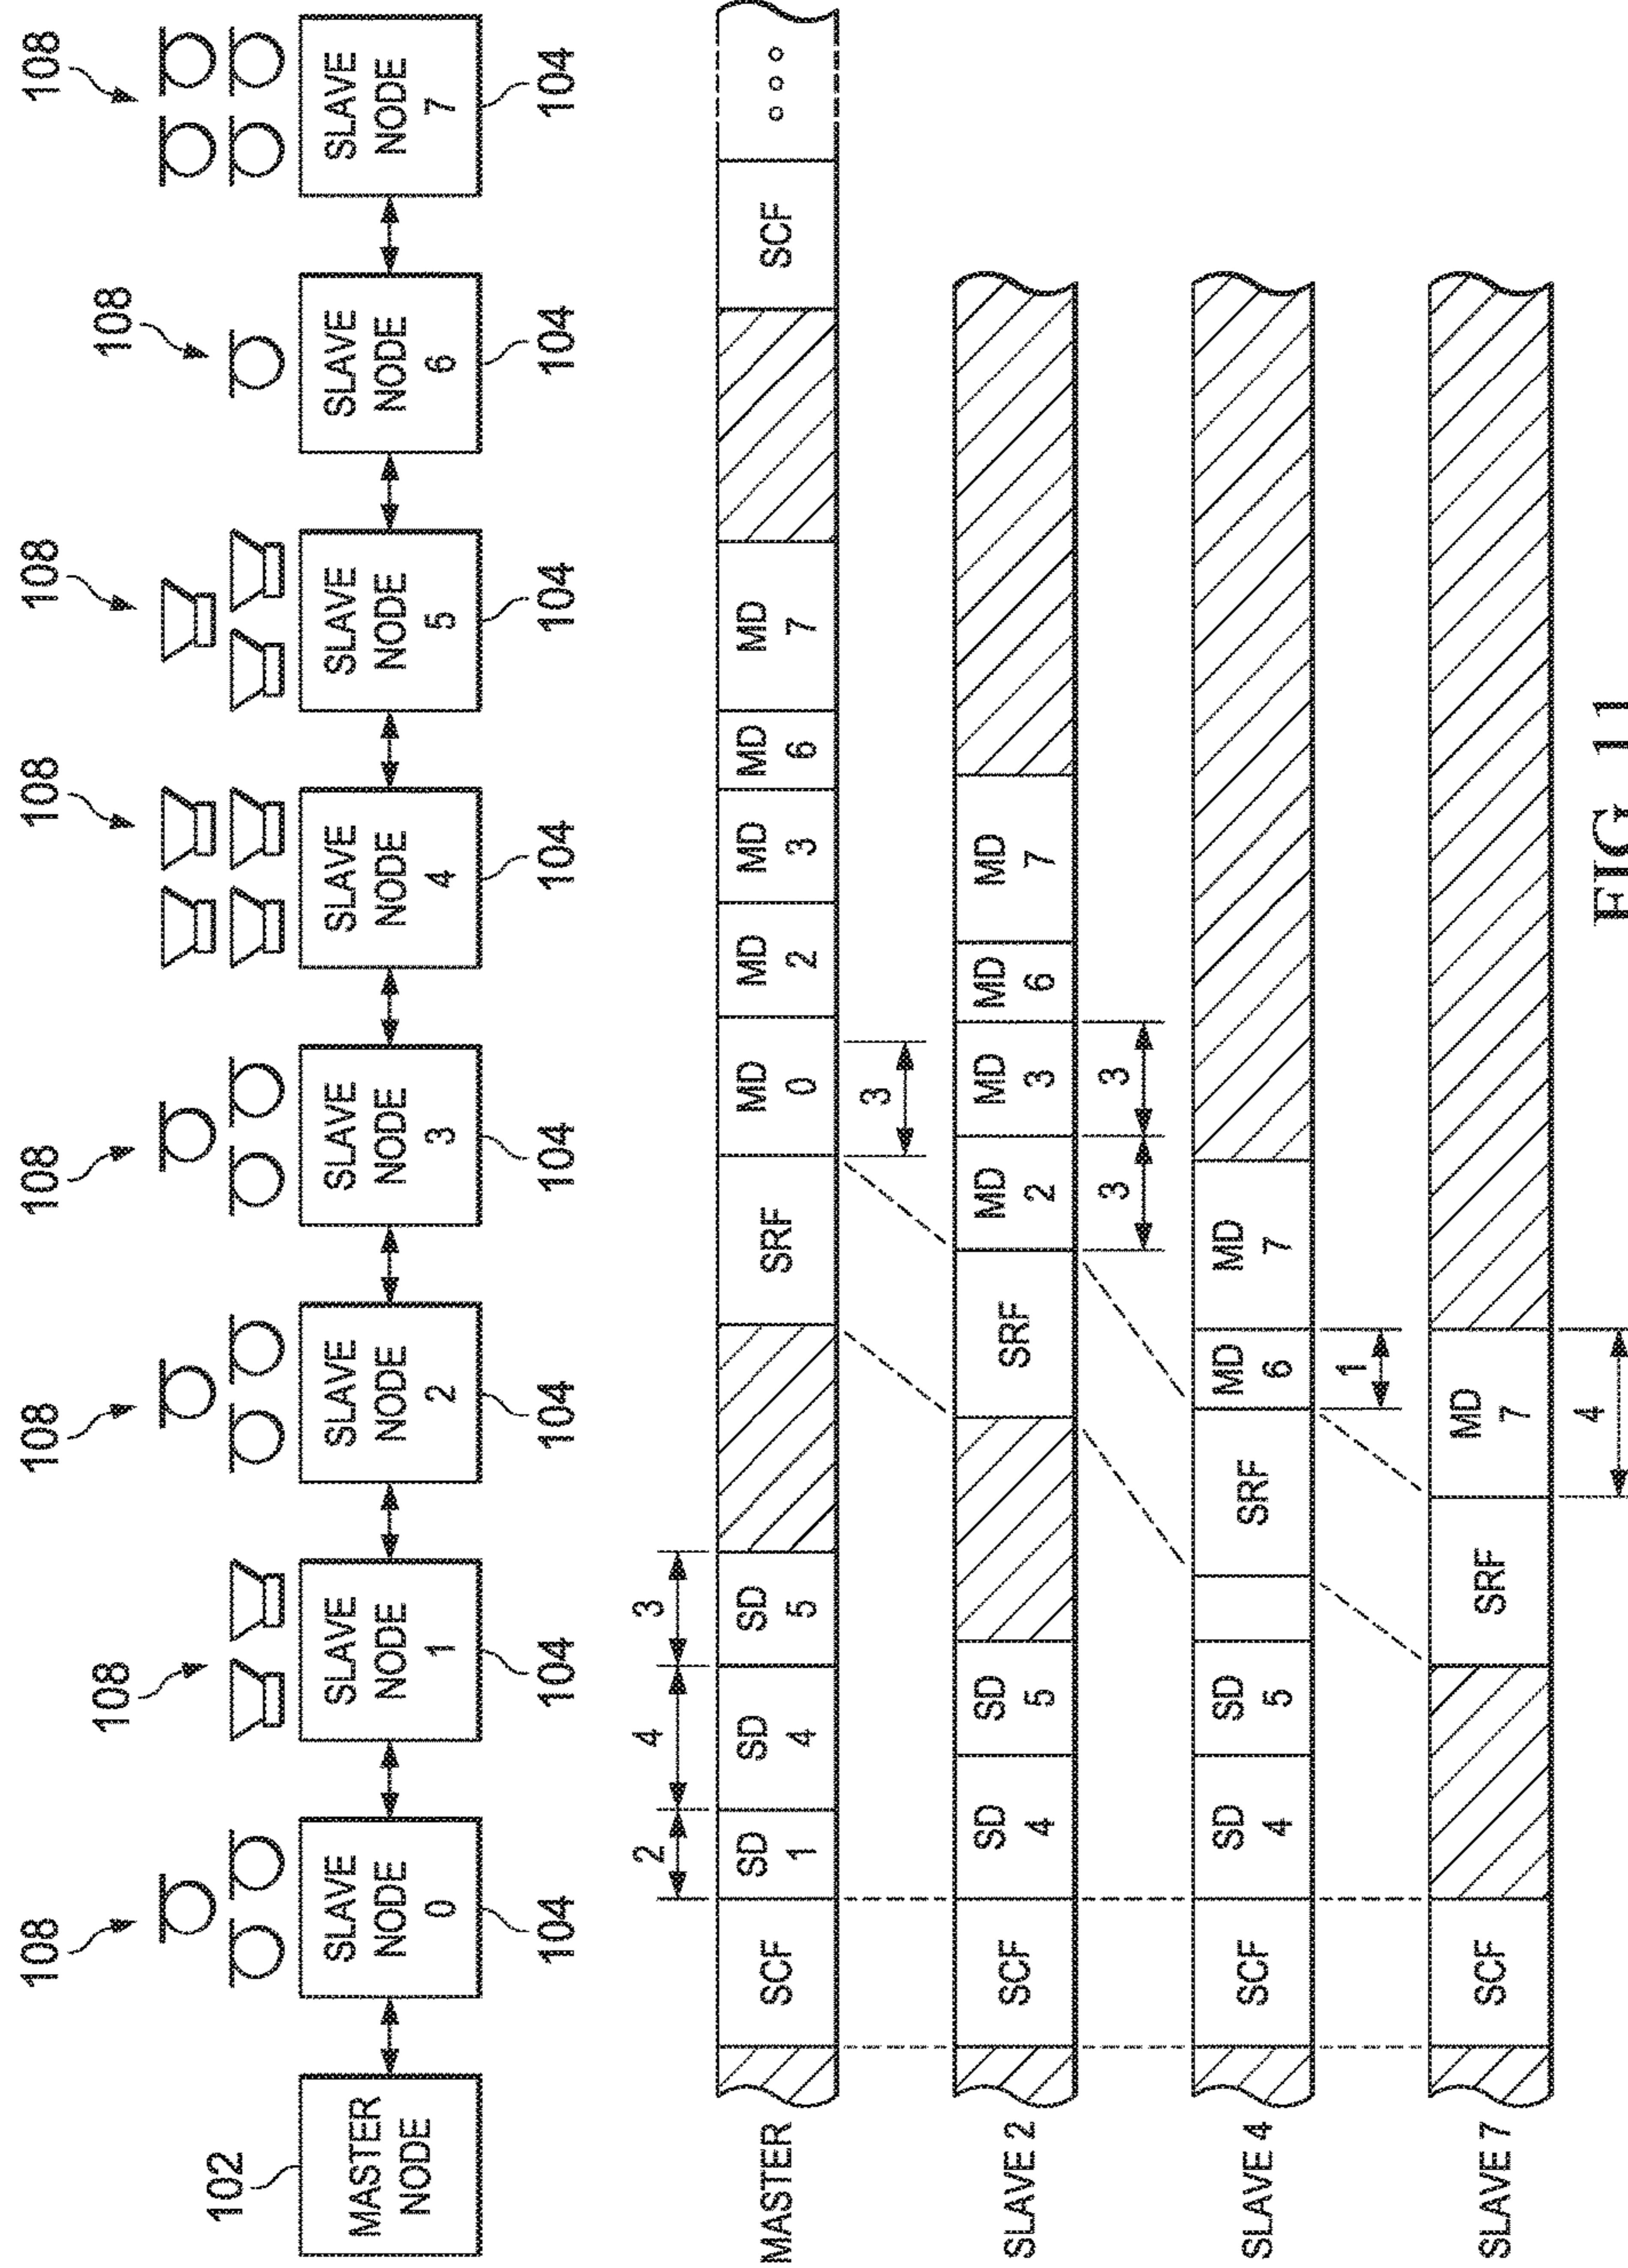 108
108
108
108
108
108
108
108
102
MASTER
NODE
SLAVE
NODE
0
SLAVE
NODE
1
SLAVE
NODE
2
SLAVE
NODE
3
SLAVE
NODE
4
SLAVE
NODE
5
SLAVE
NODE
6
SLAVE
NODE
7
104
104
104
104
104
104
104
104
2
4
3
MASTER
SCF
SD
1
SD
4
SD
5
SRF
MD
0
MD
2
MD
3
MD
6
MD
7
SCF
3
SLAVE 2
SCF
SD
4
SD
5
SRF
MD
2
MD
3
MD
6
MD
7
3
3
SLAVE 4
SCF
SD
4
SD
5
SRF
MD
6
MD
7
1
SLAVE 7
SCF
SRF
MD
7
4
FIG. 11